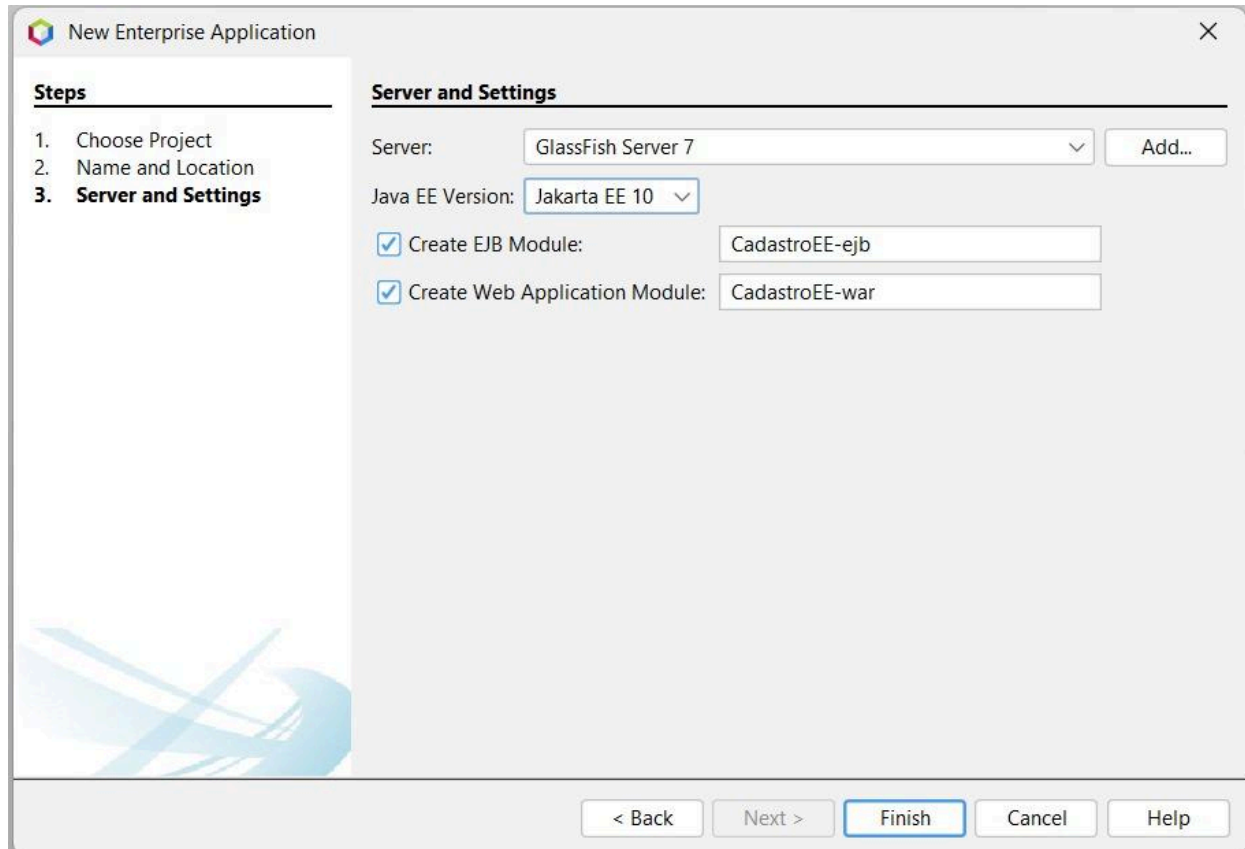 New Enterprise Application
Steps
1. Choose Project
2. Name and Location
3. Server and Settings
Server and Settings
Server: GlassFish Server 7 Add...
Java EE Version: Jakarta EE 10
Create EJB Module: CadastroEE-ejb
Create Web Application Module: CadastroEE-war
< Back Next > Finish Cancel Help